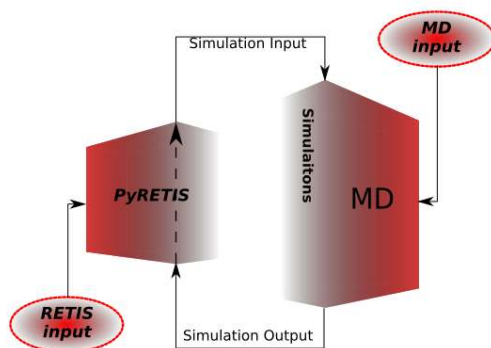 Simulation Input
MD
input
PyRETIS
Simulaitons
MD
RETIS
input
Simulation Output